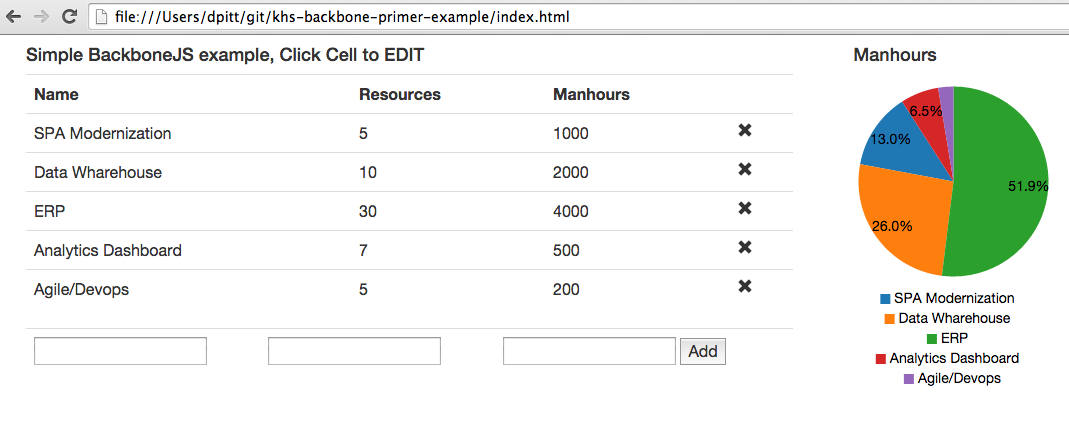 file:///Users/dpitt/git/khs-backbone-primer-example/index.html
Simple BackboneJS example, Click Cell to EDIT
Name Resources Manhours
SPA Modernization 5 1000
Data Wharehouse 10 2000
ERP 30 4000
Analytics Dashboard 7 500
Agile/Devops 5 200
Add
Manhours
6.5%
13.0%
51.9%
26.0%
SPA Modernization
Data Wharehouse
ERP
Analytics Dashboard
Agile/Devops